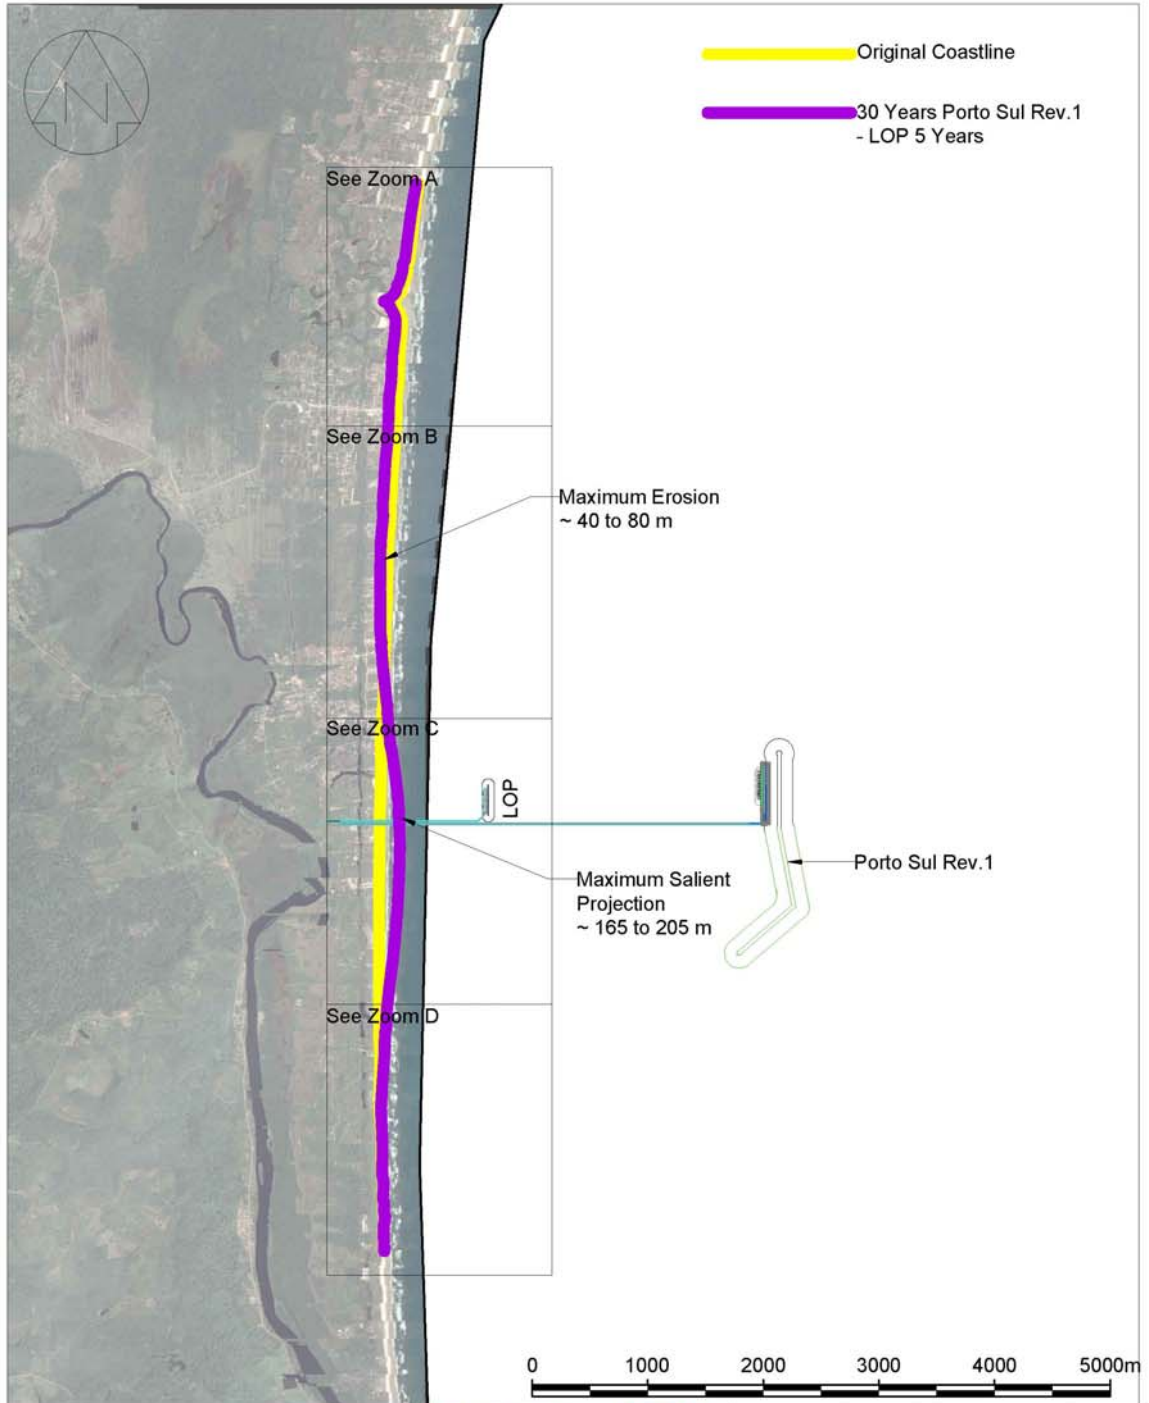 N
Original Coastline
30 Years Porto Sul Rev.1
- LOP 5 Years
See Zoom A
See Zoom B
Maximum Erosion
~ 40 to 80 m
See Zoom C
LOP
Porto Sul Rev.1
Maximum Salient
Projection
~ 165 to 205 m
See Zoom D
0 1000 2000 3000 4000 5000m